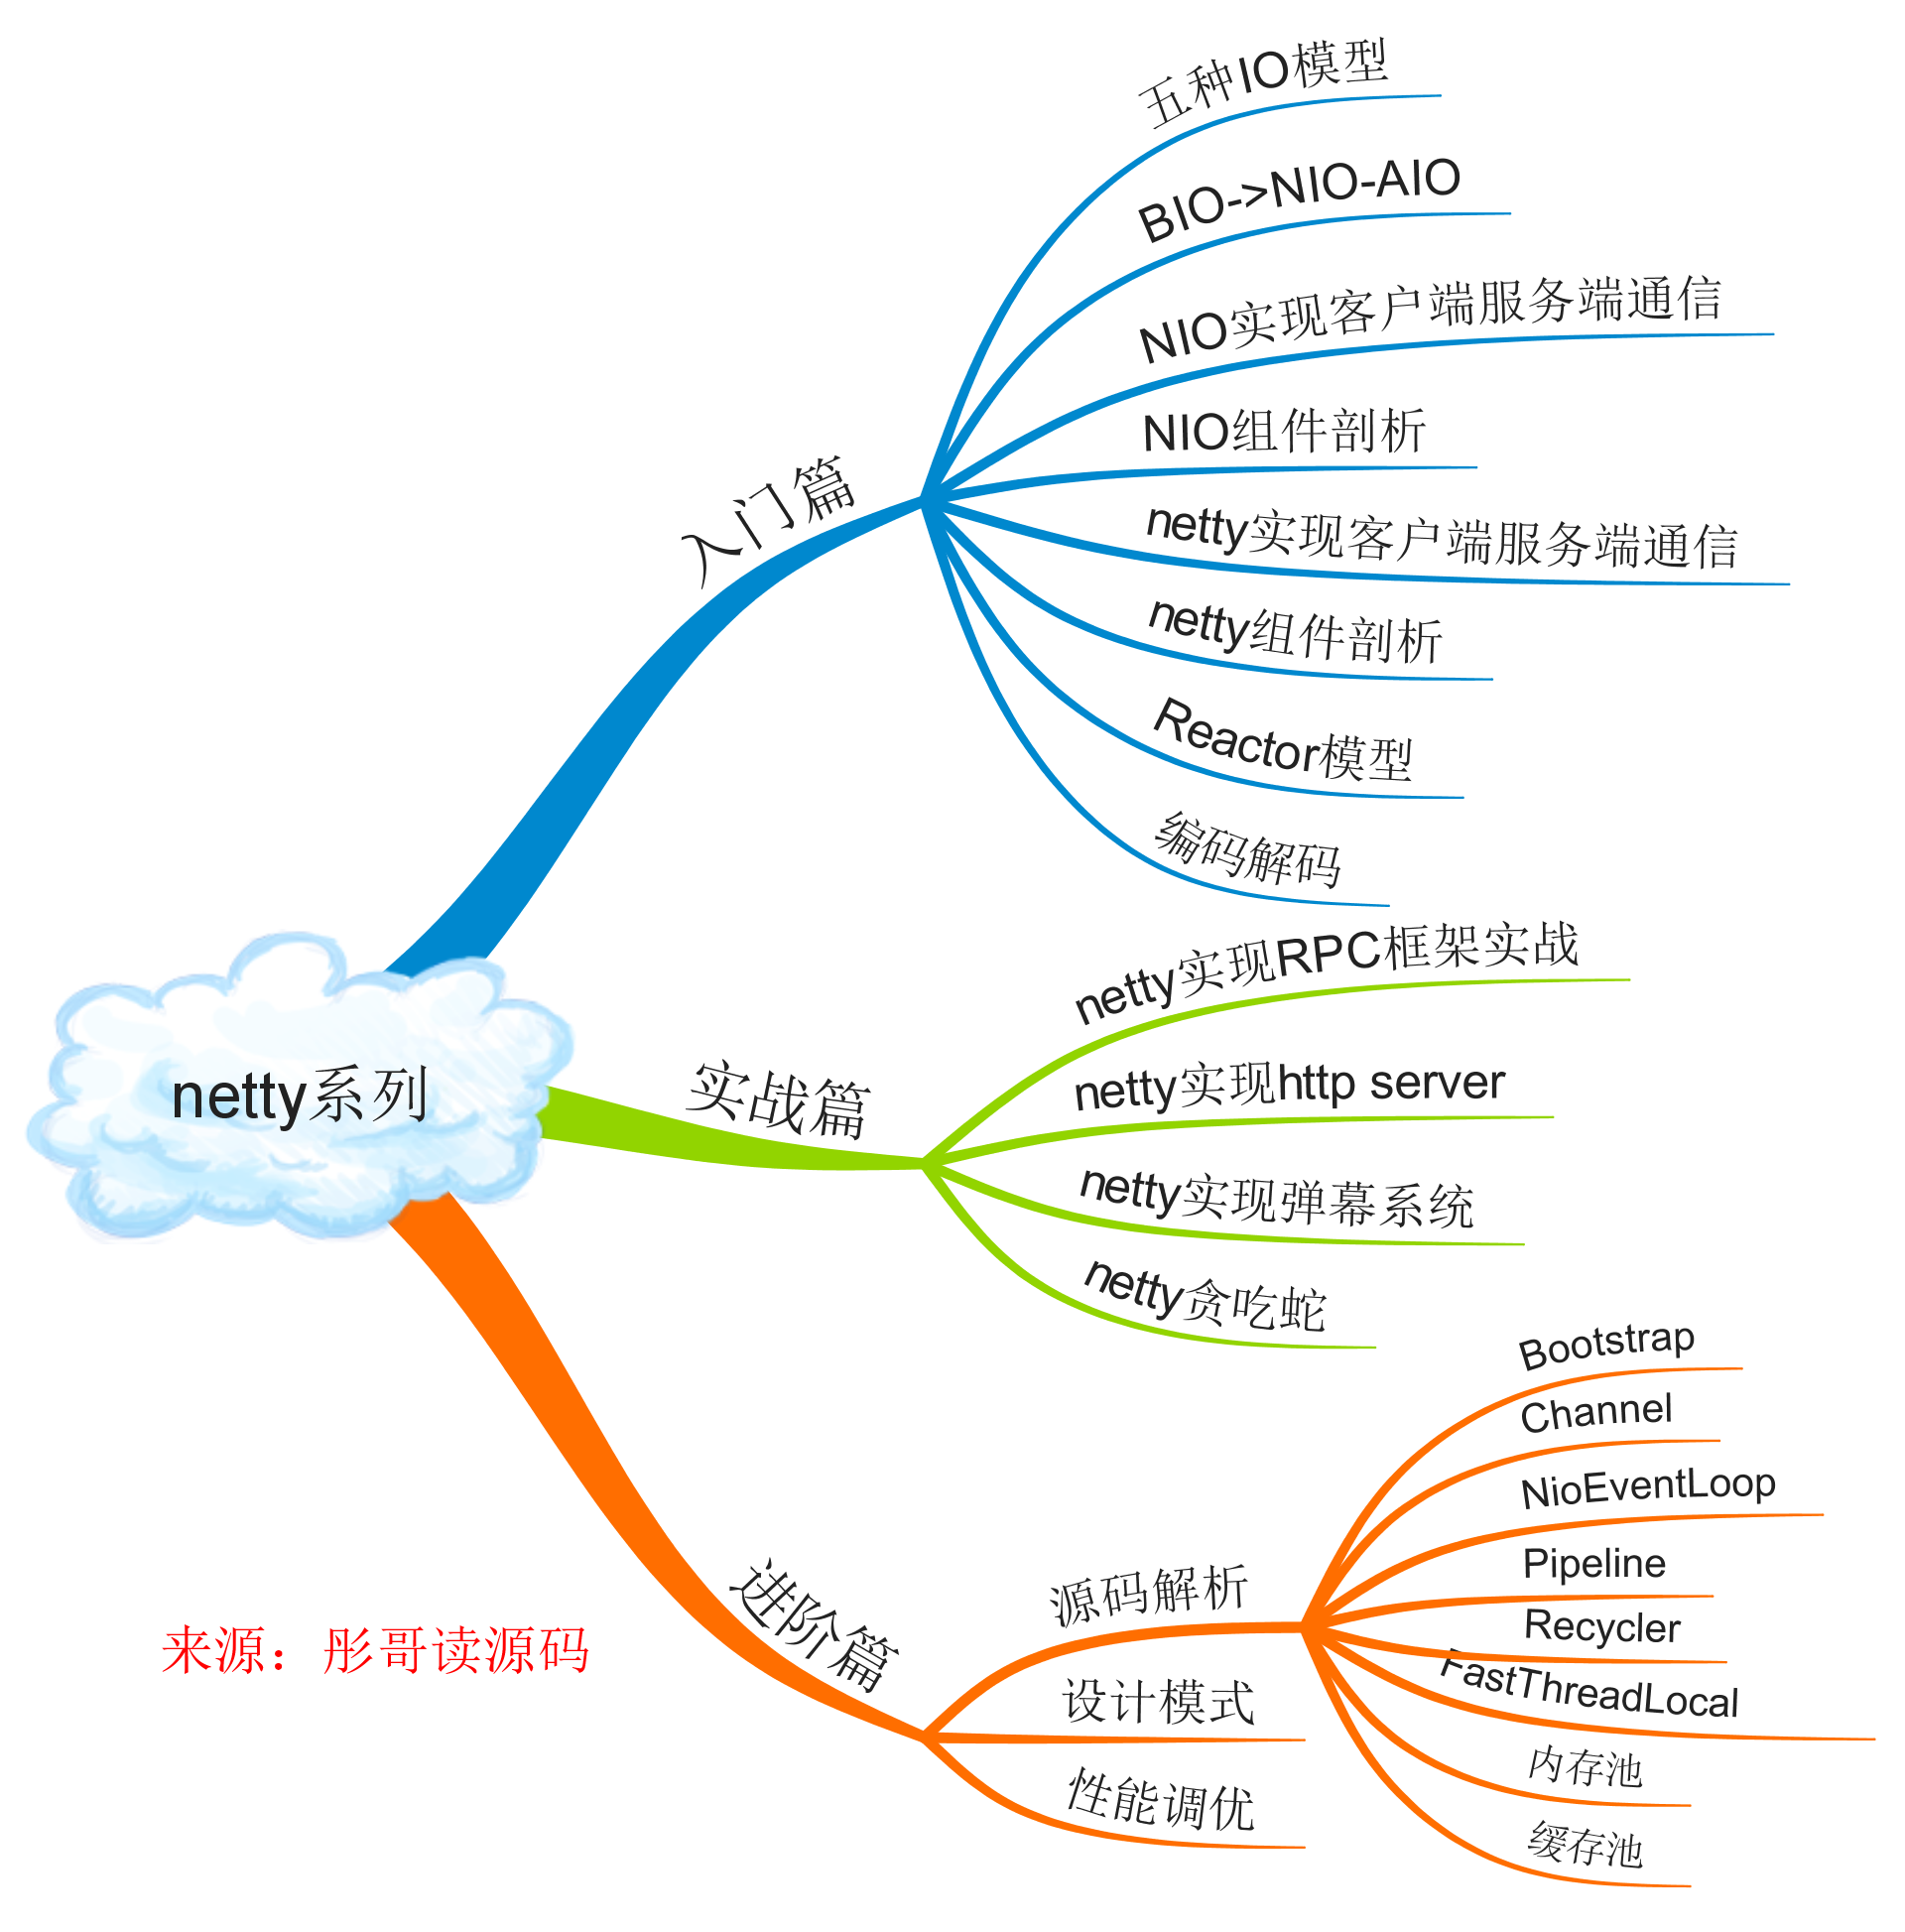 netty系列
入门篇
五种IO模型
BIO->NIO-AIO
NIO实现客户端服务端通信
NIO组件剖析
netty实现客户端服务端通信
netty组件剖析
Reactor模型
编码解码
实战篇
netty实现RPC框架实战
netty实现http server
netty实现弹幕系统
netty贪吃蛇
进阶篇
源码解析
Bootstrap
Channel
NioEventLoop
Pipeline
Recycler
FastThreadLocal
内存池
缓存池
设计模式
性能调优
来源：彤哥读源码